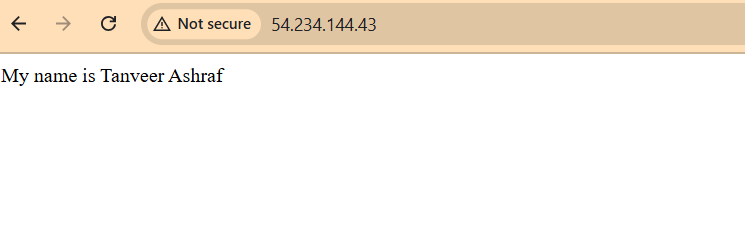 Not secure 54.234.144.43
My name is Tanveer Ashraf